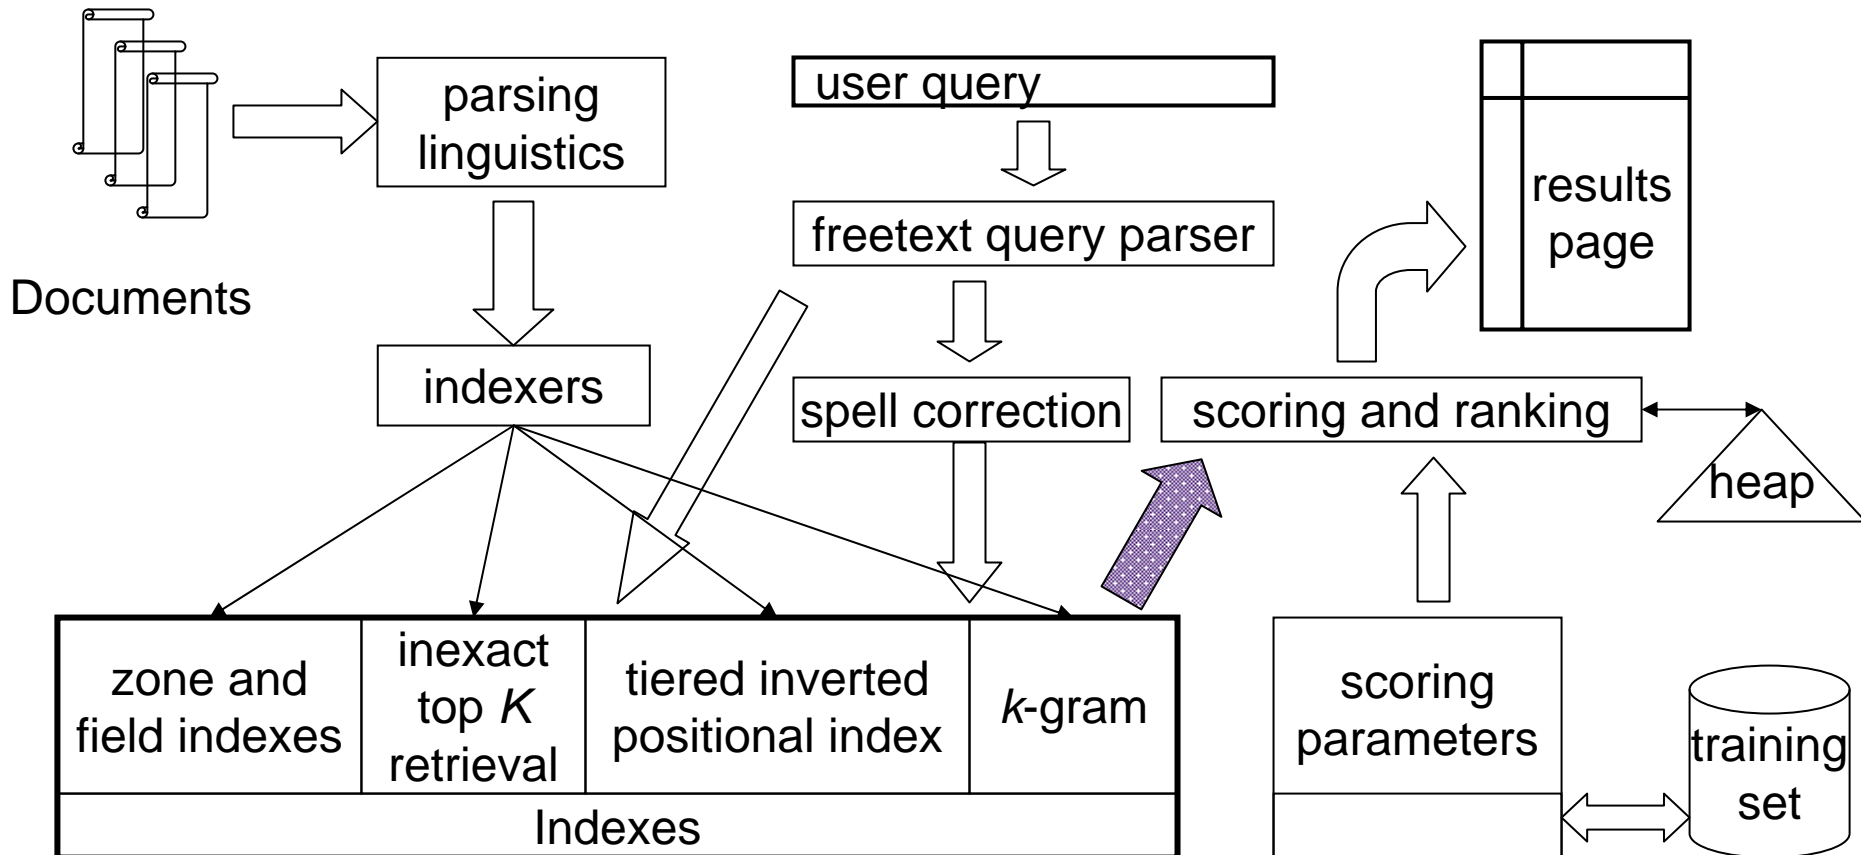 Documents
parsing
linguistics
indexers
user query
freetext query parser
spell correction
scoring and ranking
results
page
heap
zone and
field indexes
inexact
top K
retrieval
tiered inverted
positional index
k-gram
Indexes
scoring
parameters
training
set